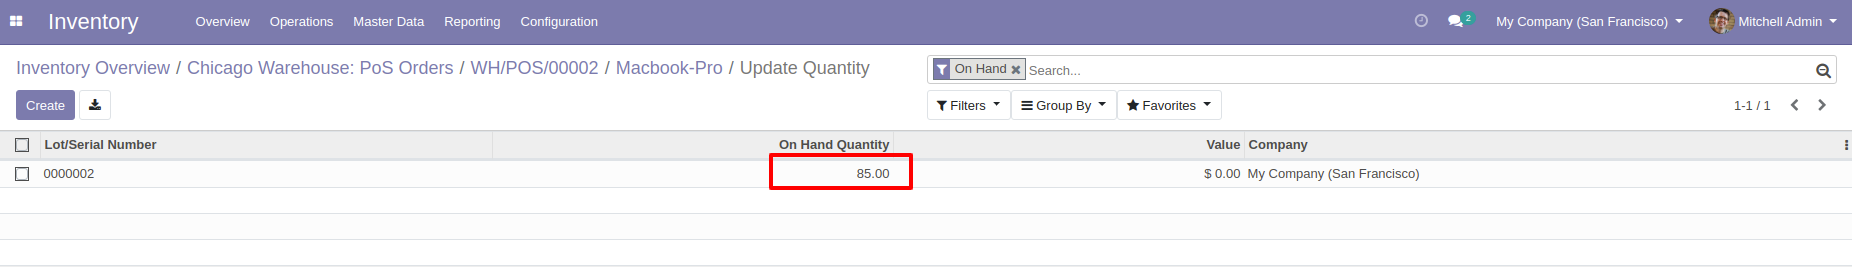 Inventory Overview Operations Master Data Reporting Configuration 2 My Company (San Francisco) Mitchell Admin
Inventory Overview / Chicago Warehouse: PoS Orders / WH/POS/00002 / Macbook-Pro / Update Quantity
On Hand Search...
Create Filters Group By Favorites 1-1 / 1
Lot/Serial Number On Hand Quantity Value Company
0000002 85.00 $ 0.00 My Company (San Francisco)